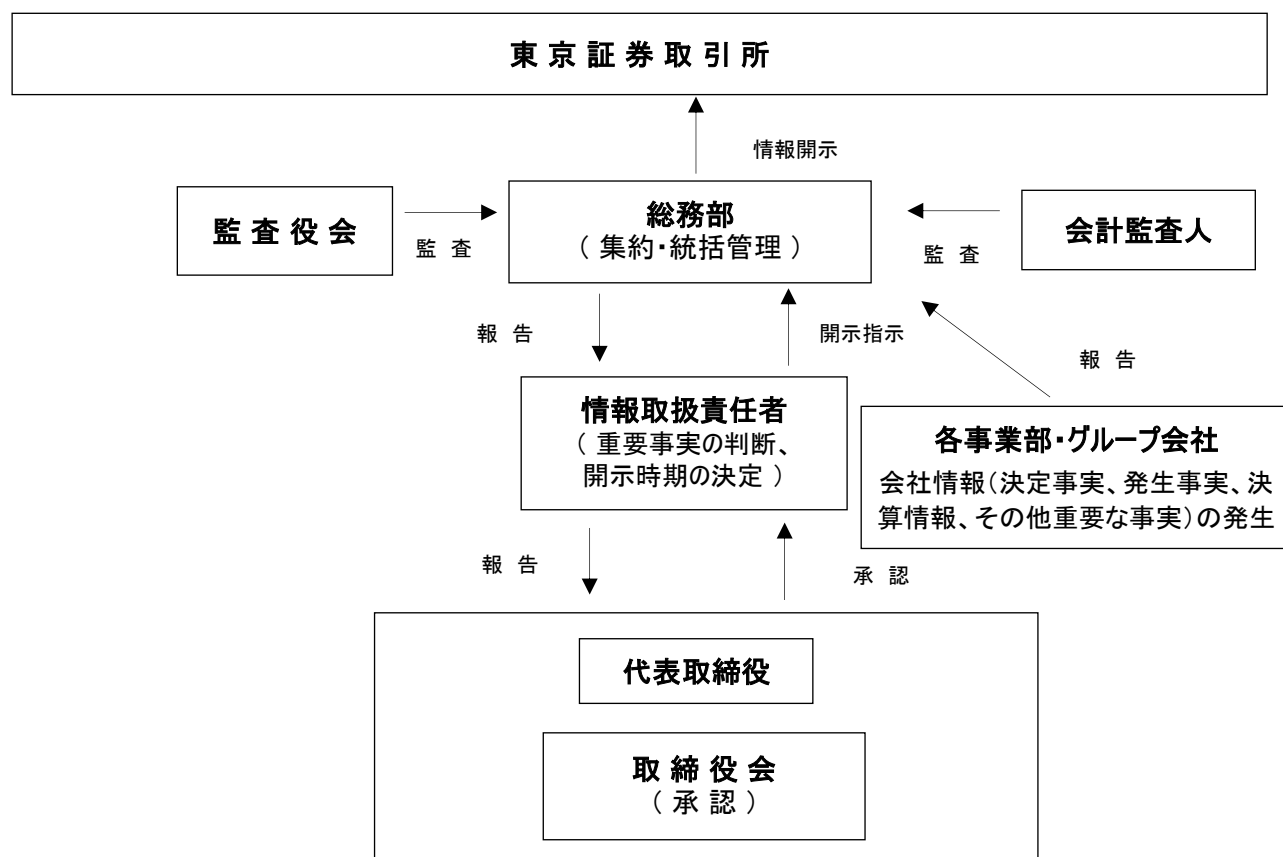 東 京 証 券 取 引 所
情報開示
監 査 役 会
監 査
総務部
（ 集約・統括管理 ）
監 査
会計監査人
報 告
開示指示
報 告
情報取扱責任者
（ 重要事実の判断、
開示時期の決定 ）
各事業部・グループ会社
会社情報（決定事実、発生事実、決
算情報、その他重要な事実）の発生
報 告
承 認
代表取締役
取 締 役 会
（ 承 認 ）